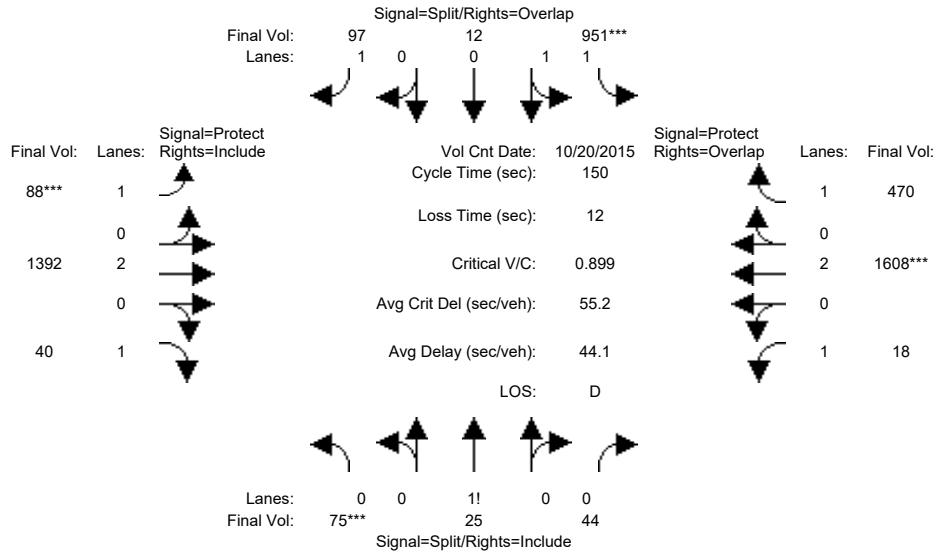 Signal=Split/Rights=Overlap
Final Vol: 97 12 951***
Lanes: 1 0 0 1 1
Signal=Protect Signal=Protect
Final Vol: Lanes: Rights=Include Vol Cnt Date: 10/20/2015 Rights=Overlap Lanes: Final Vol:
Cycle Time (sec): 150
88*** 1 1 470
Loss Time (sec): 12
0 0
1392 2 Critical V/C: 0.899 2 1608***
0 Avg Crit Del (sec/veh): 55.2 0
40 1 Avg Delay (sec/veh): 44.1 1 18
LOS: D
Lanes: 0 0 1! 0 0
Final Vol: 75*** 25 44
Signal=Split/Rights=Include